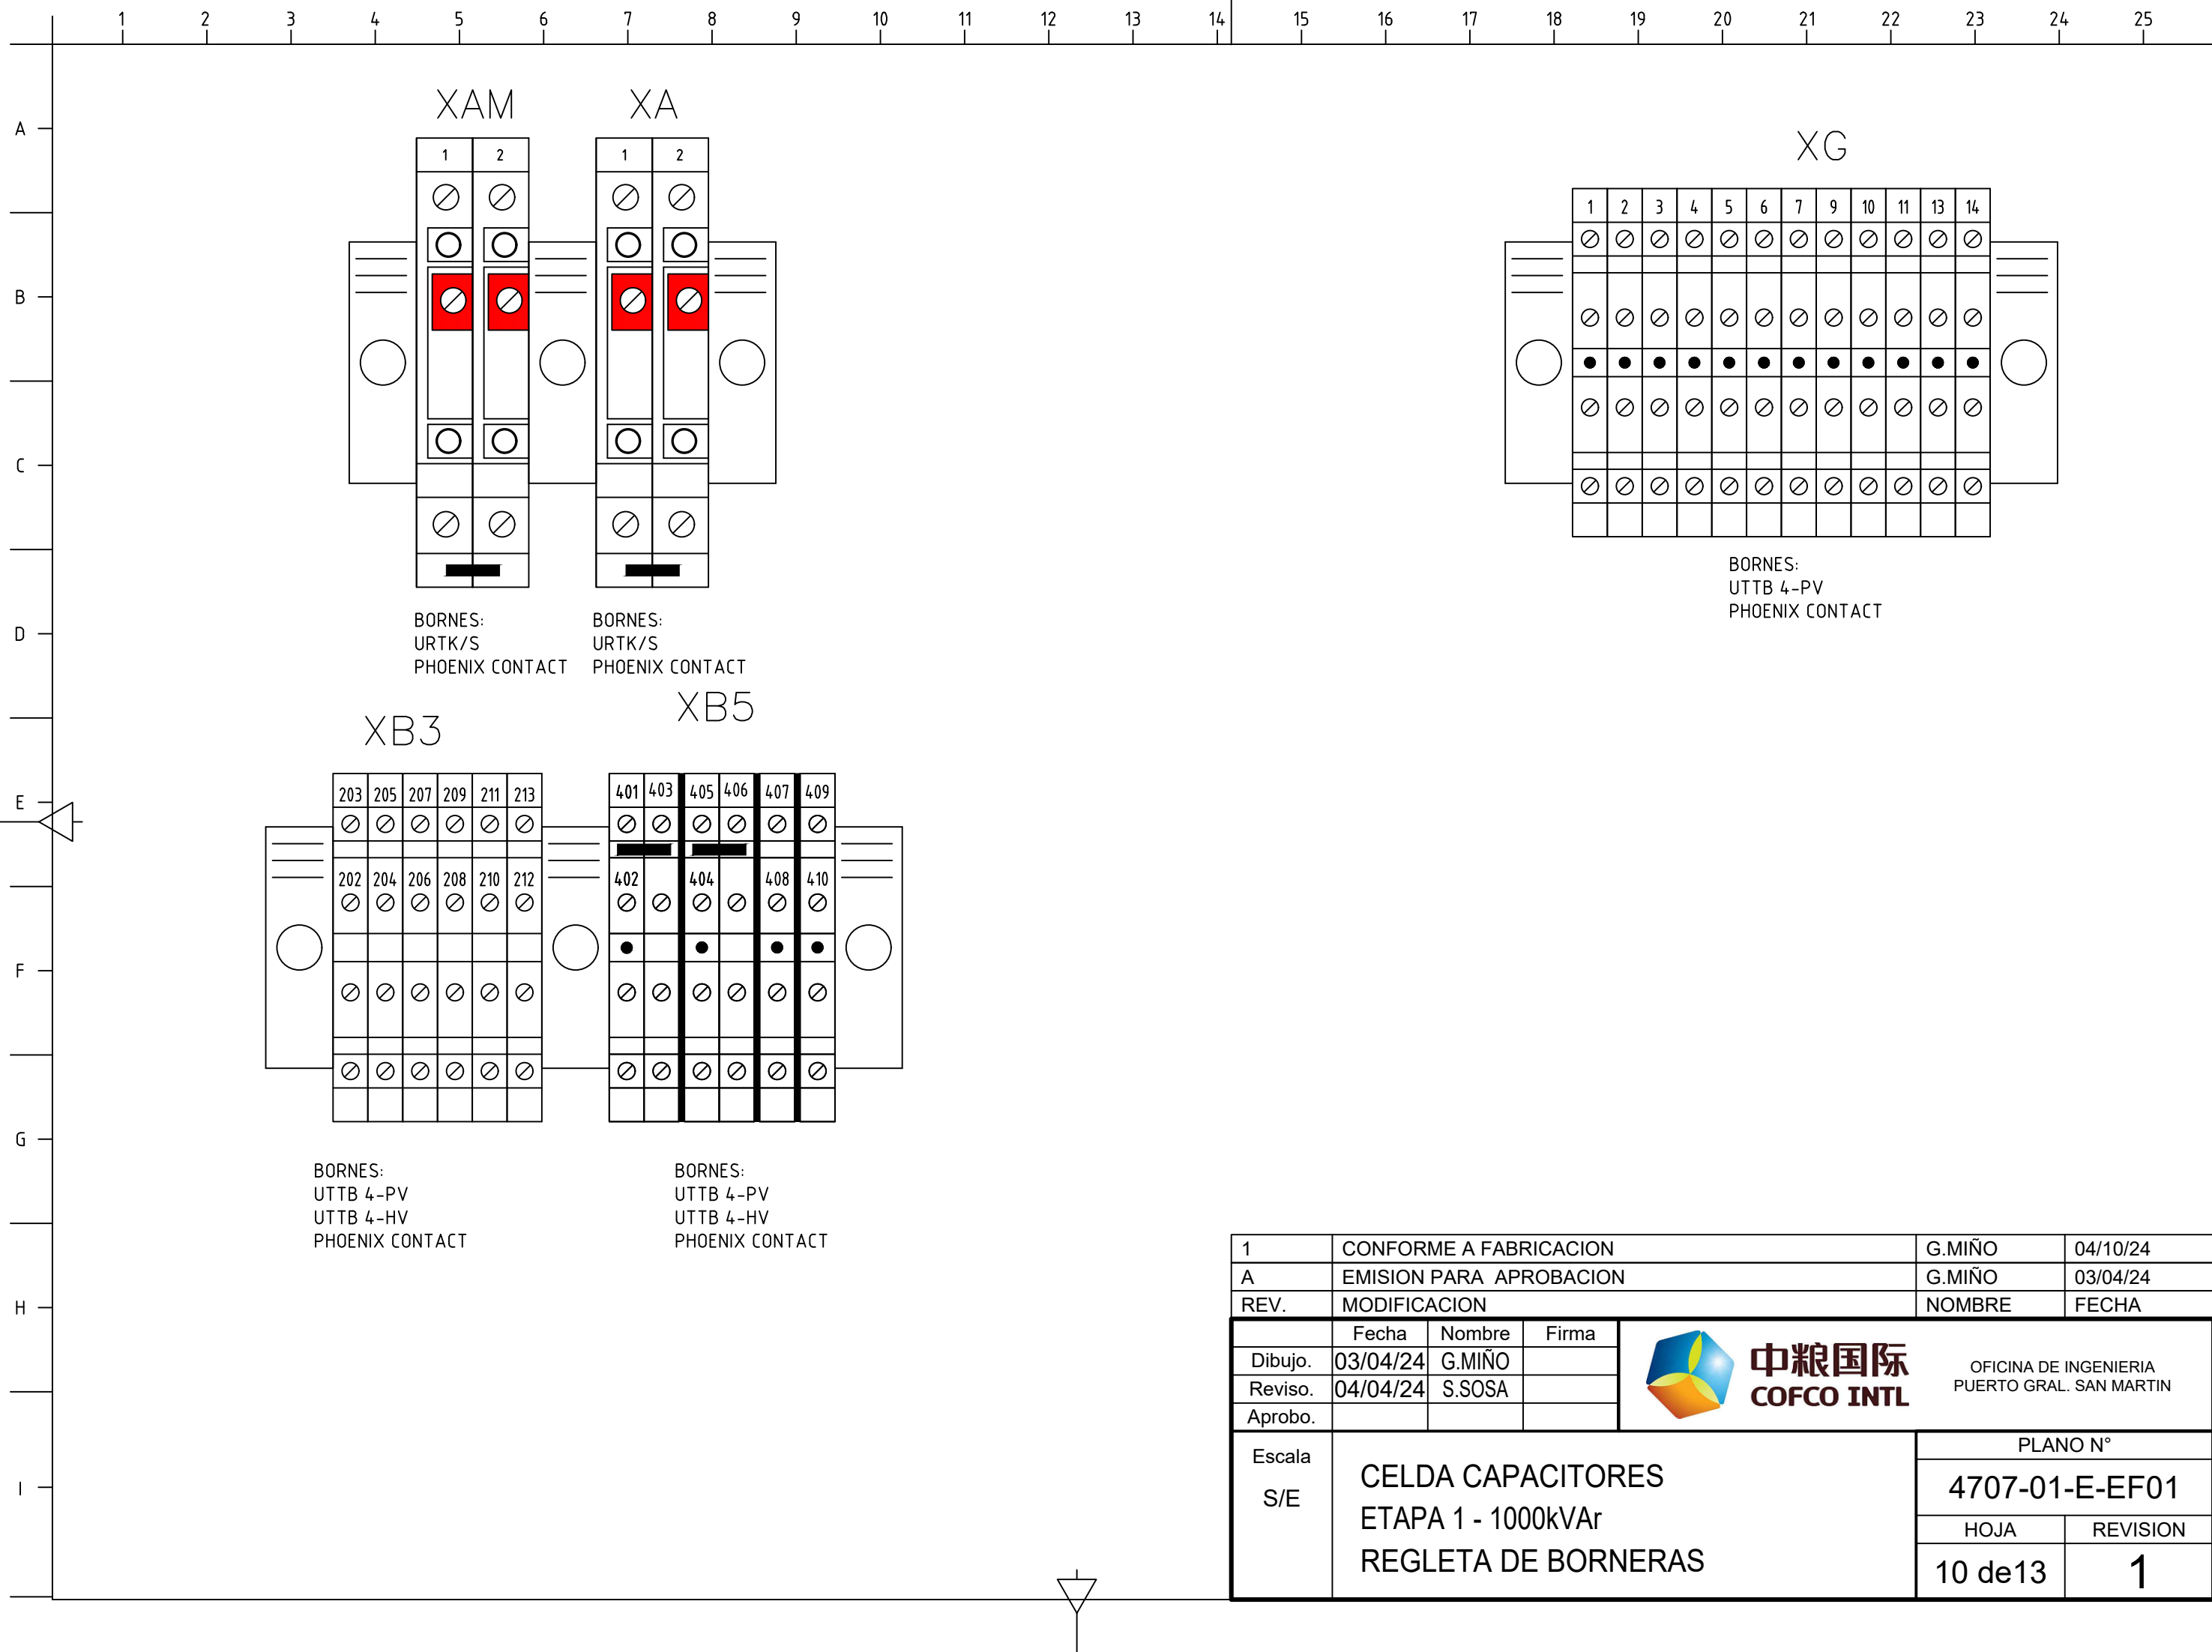 1 2 3 4 5 6 7 8 9 10 11 12 13 14 15 16 17 18 19 20 21 22 23 24 25
A
B
C
D
E
F
G
H
I
XAM
1 2
BORNES:
URTK/S
PHOENIX CONTACT
XA
1 2
BORNES:
URTK/S
PHOENIX CONTACT
XG
1 2 3 4 5 6 7 9 10 11 13 14
BORNES:
UTTB 4-PV
PHOENIX CONTACT
XB3
203 205 207 209 211 213
202 204 206 208 210 212
BORNES:
UTTB 4-PV
UTTB 4-HV
PHOENIX CONTACT
XB5
401 403 405 406 407 409
402 404 408 410
BORNES:
UTTB 4-PV
UTTB 4-HV
PHOENIX CONTACT
1 CONFORME A FABRICACION G.MIÑO 04/10/24
A EMISION PARA APROBACION G.MIÑO 03/04/24
REV. MODIFICACION NOMBRE FECHA
Fecha Nombre Firma
Dibujo. 03/04/24 G.MIÑO
Reviso. 04/04/24 S.SOSA
Aprobo.
中粮国际
COFCO INTL
OFICINA DE INGENIERIA
PUERTO GRAL. SAN MARTIN
Escala
S/E
CELDA CAPACITORES
ETAPA 1 - 1000kVAr
REGLETA DE BORNERAS
PLANO N°
4707-01-E-EF01
HOJA REVISION
10 de13 1